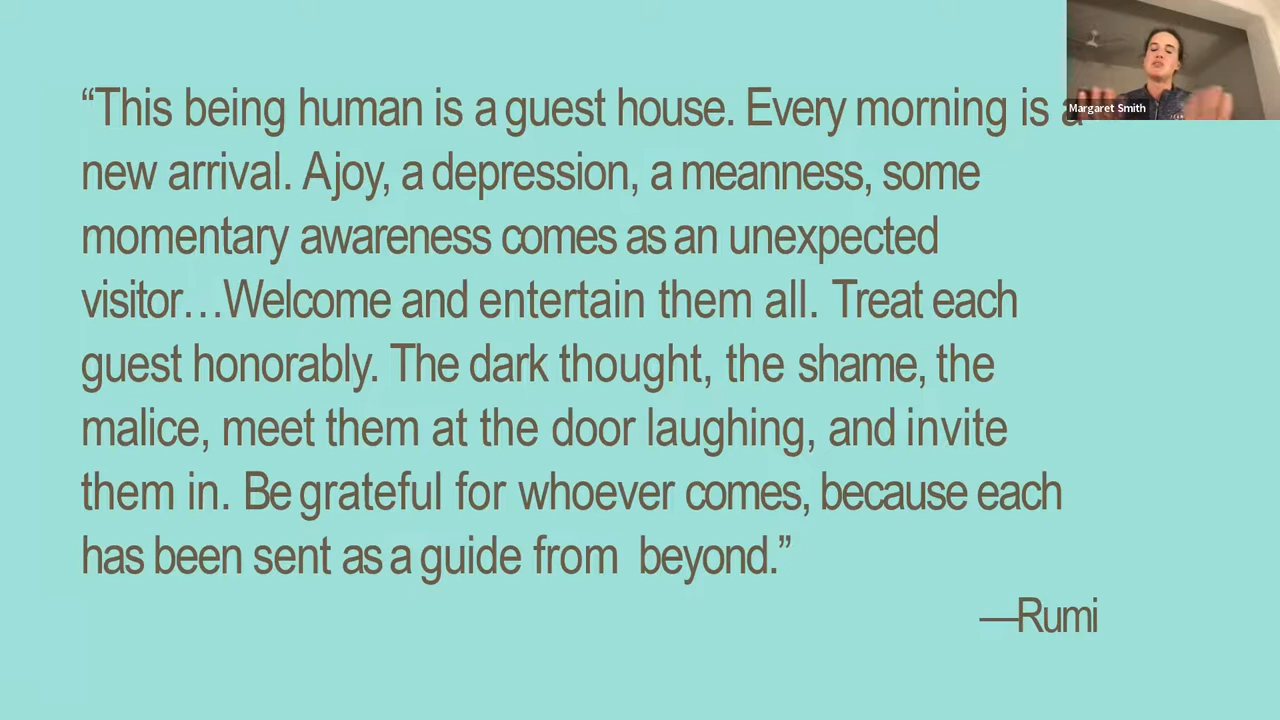 “This being human is a guest house. Every morning is a
new arrival. A joy, a depression, a meanness, some
momentary awareness comes as an unexpected
visitor…Welcome and entertain them all. Treat each
guest honorably. The dark thought, the shame, the
malice, meet them at the door laughing, and invite
them in. Be grateful for whoever comes, because each
has been sent as a guide from beyond.”
—Rumi
Margaret Smith